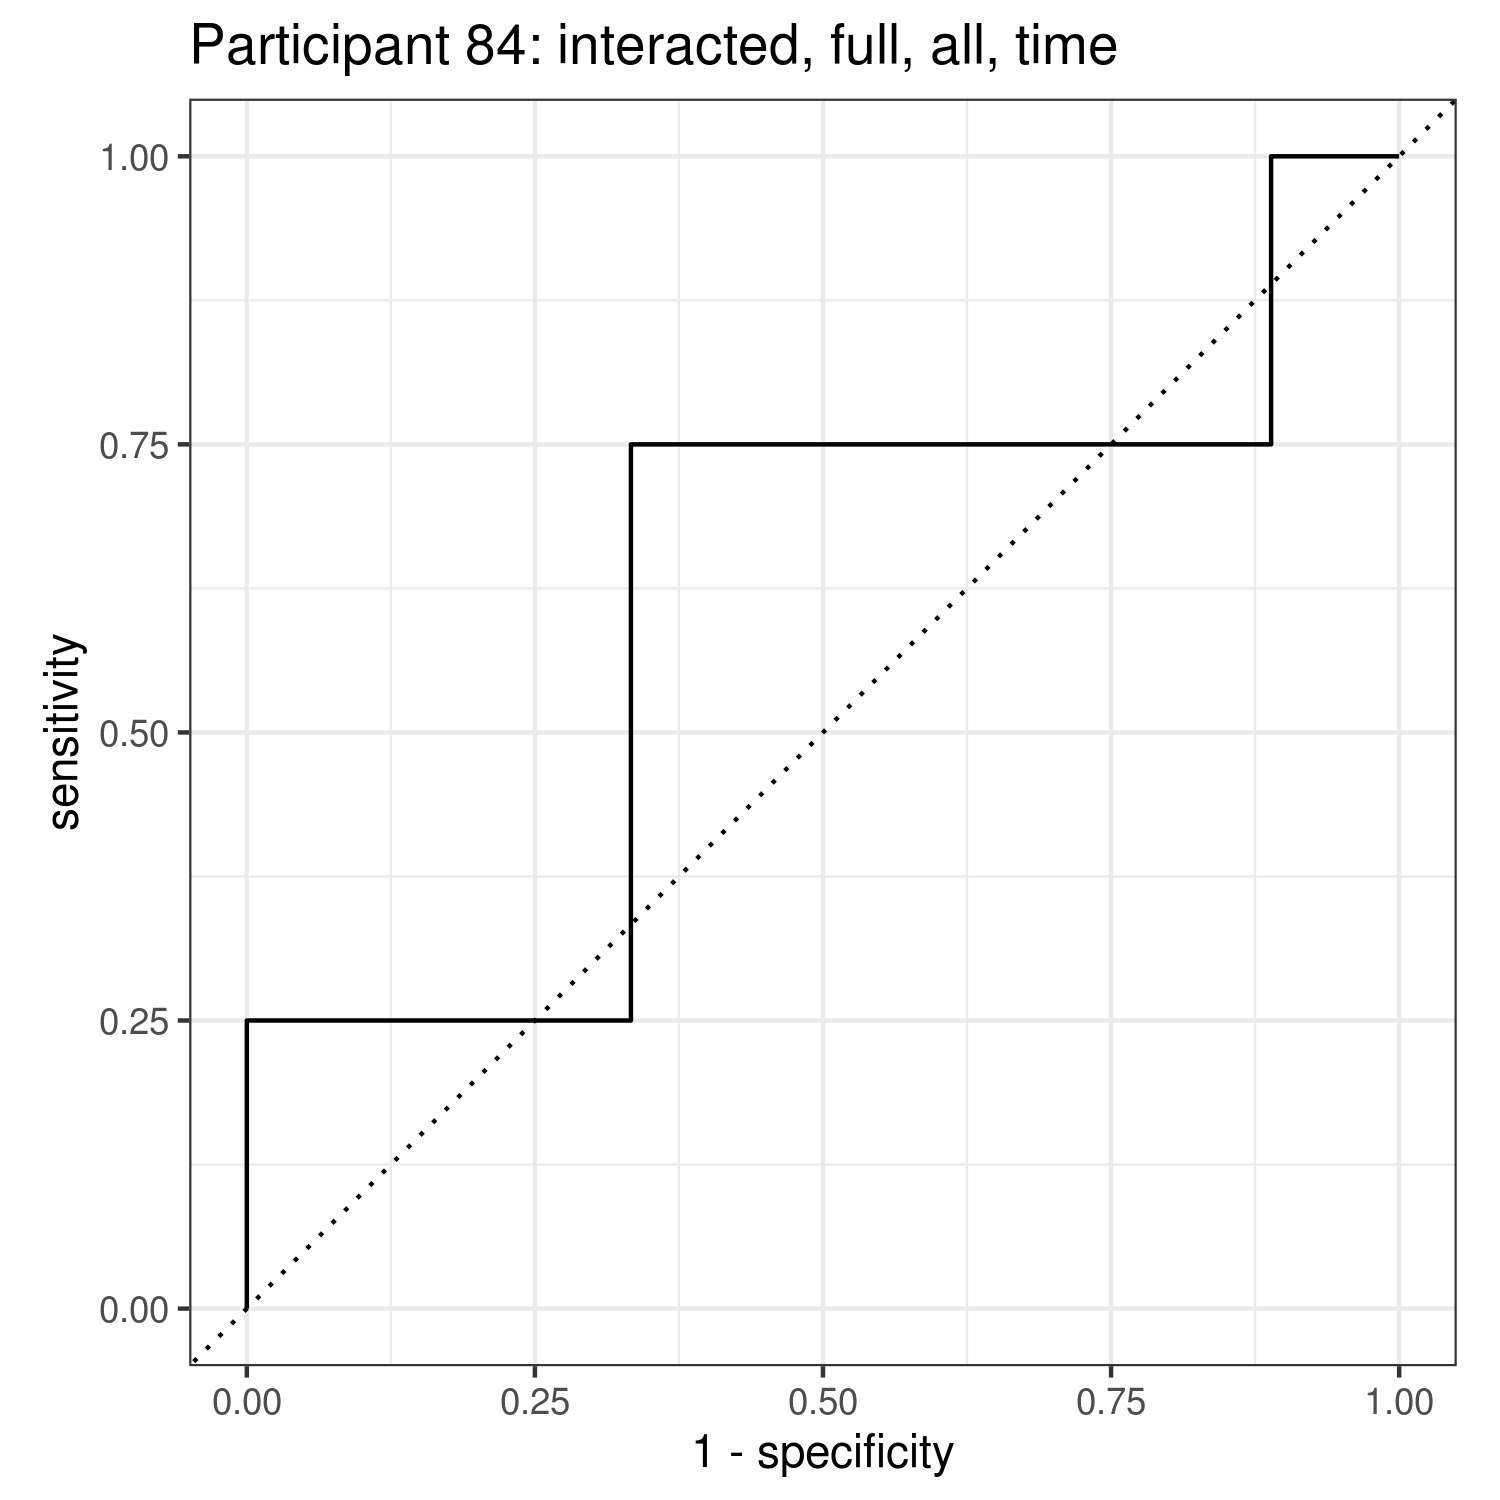 Participant 84: interacted, full, all, time
1.00
0.75
0.50
0.25
0.00
sensitivity
0.00 0.25 0.50 0.75 1.00
1 - specificity